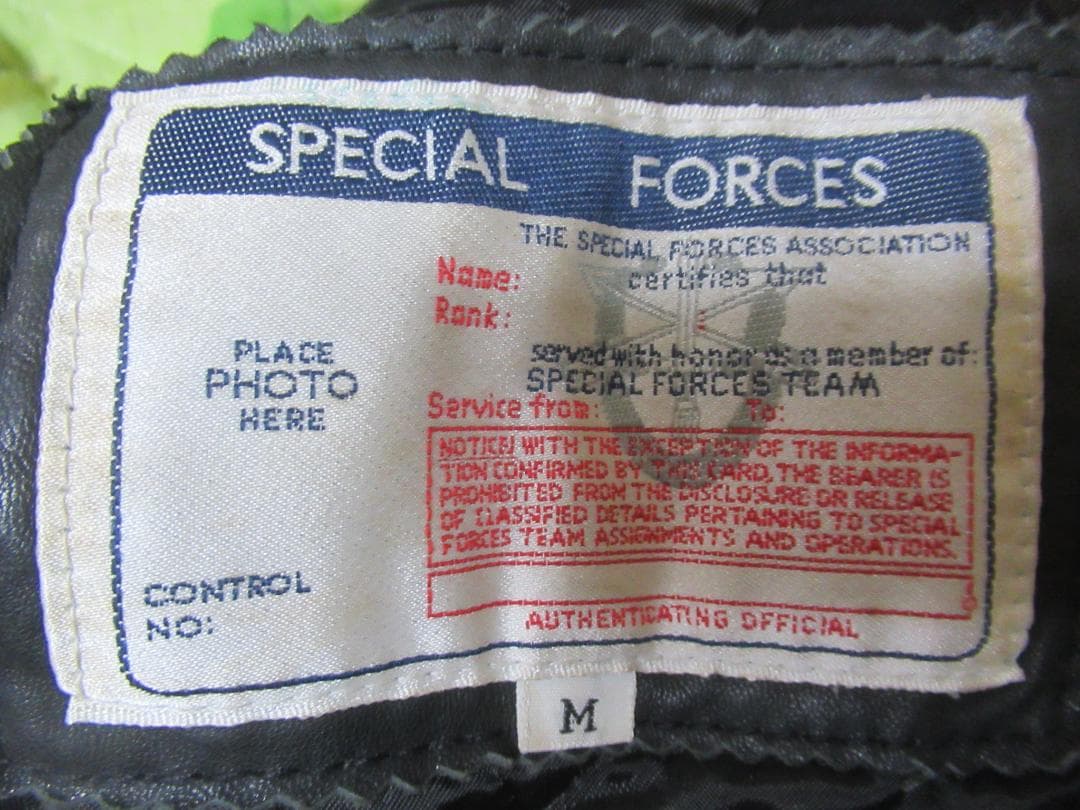 SPECIAL FORCES
THE SPECIAL FORCES ASSOCIATION
certifies that
Name:
Rank:
served with honor as a member of:
SPECIAL FORCES TEAM
Service from: To:
PLACE
PHOTO
HERE
NOTICE/ WITH THE EXCEPTION OF THE INFORMA-
TION CONFIRMED BY THIS CARD, THE BEARER IS
PROHIBITED FROM THE DISCLOSURE OR RELEASE
OF CLASSIFIED DETAILS PERTAINING TO SPECIAL
FORCES TEAM ASSIGNMENTS AND OPERATIONS.
CONTROL
NO:
AUTHENTICATING OFFICIAL
M